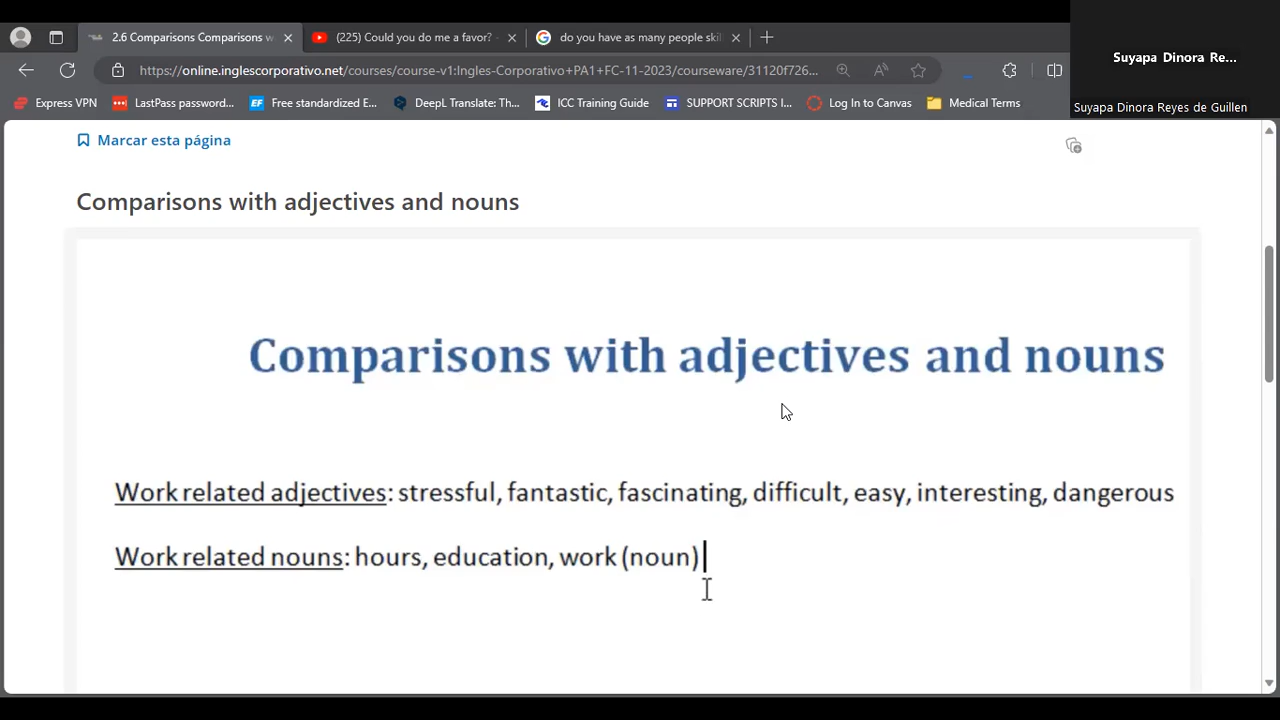 2.6 Comparisons Comparisons w
(225) Could you do me a favor? -
do you have as many people skil
Suyapa Dinora Re...
https://online.inglescorporativo.net/courses/course-v1:Ingles-Corporativo+PA1+FC-11-2023/courseware/31120f726...
Suyapa Dinora Reyes de Guillen
Express VPN
LastPass password...
EF Free standardized E...
DeepL Translate: Th...
ICC Training Guide
SUPPORT SCRIPTS I...
Log In to Canvas
Medical Terms
Marcar esta página
Comparisons with adjectives and nouns
Comparisons with adjectives and nouns
Work related adjectives: stressful, fantastic, fascinating, difficult, easy, interesting, dangerous
Work related nouns: hours, education, work (noun)